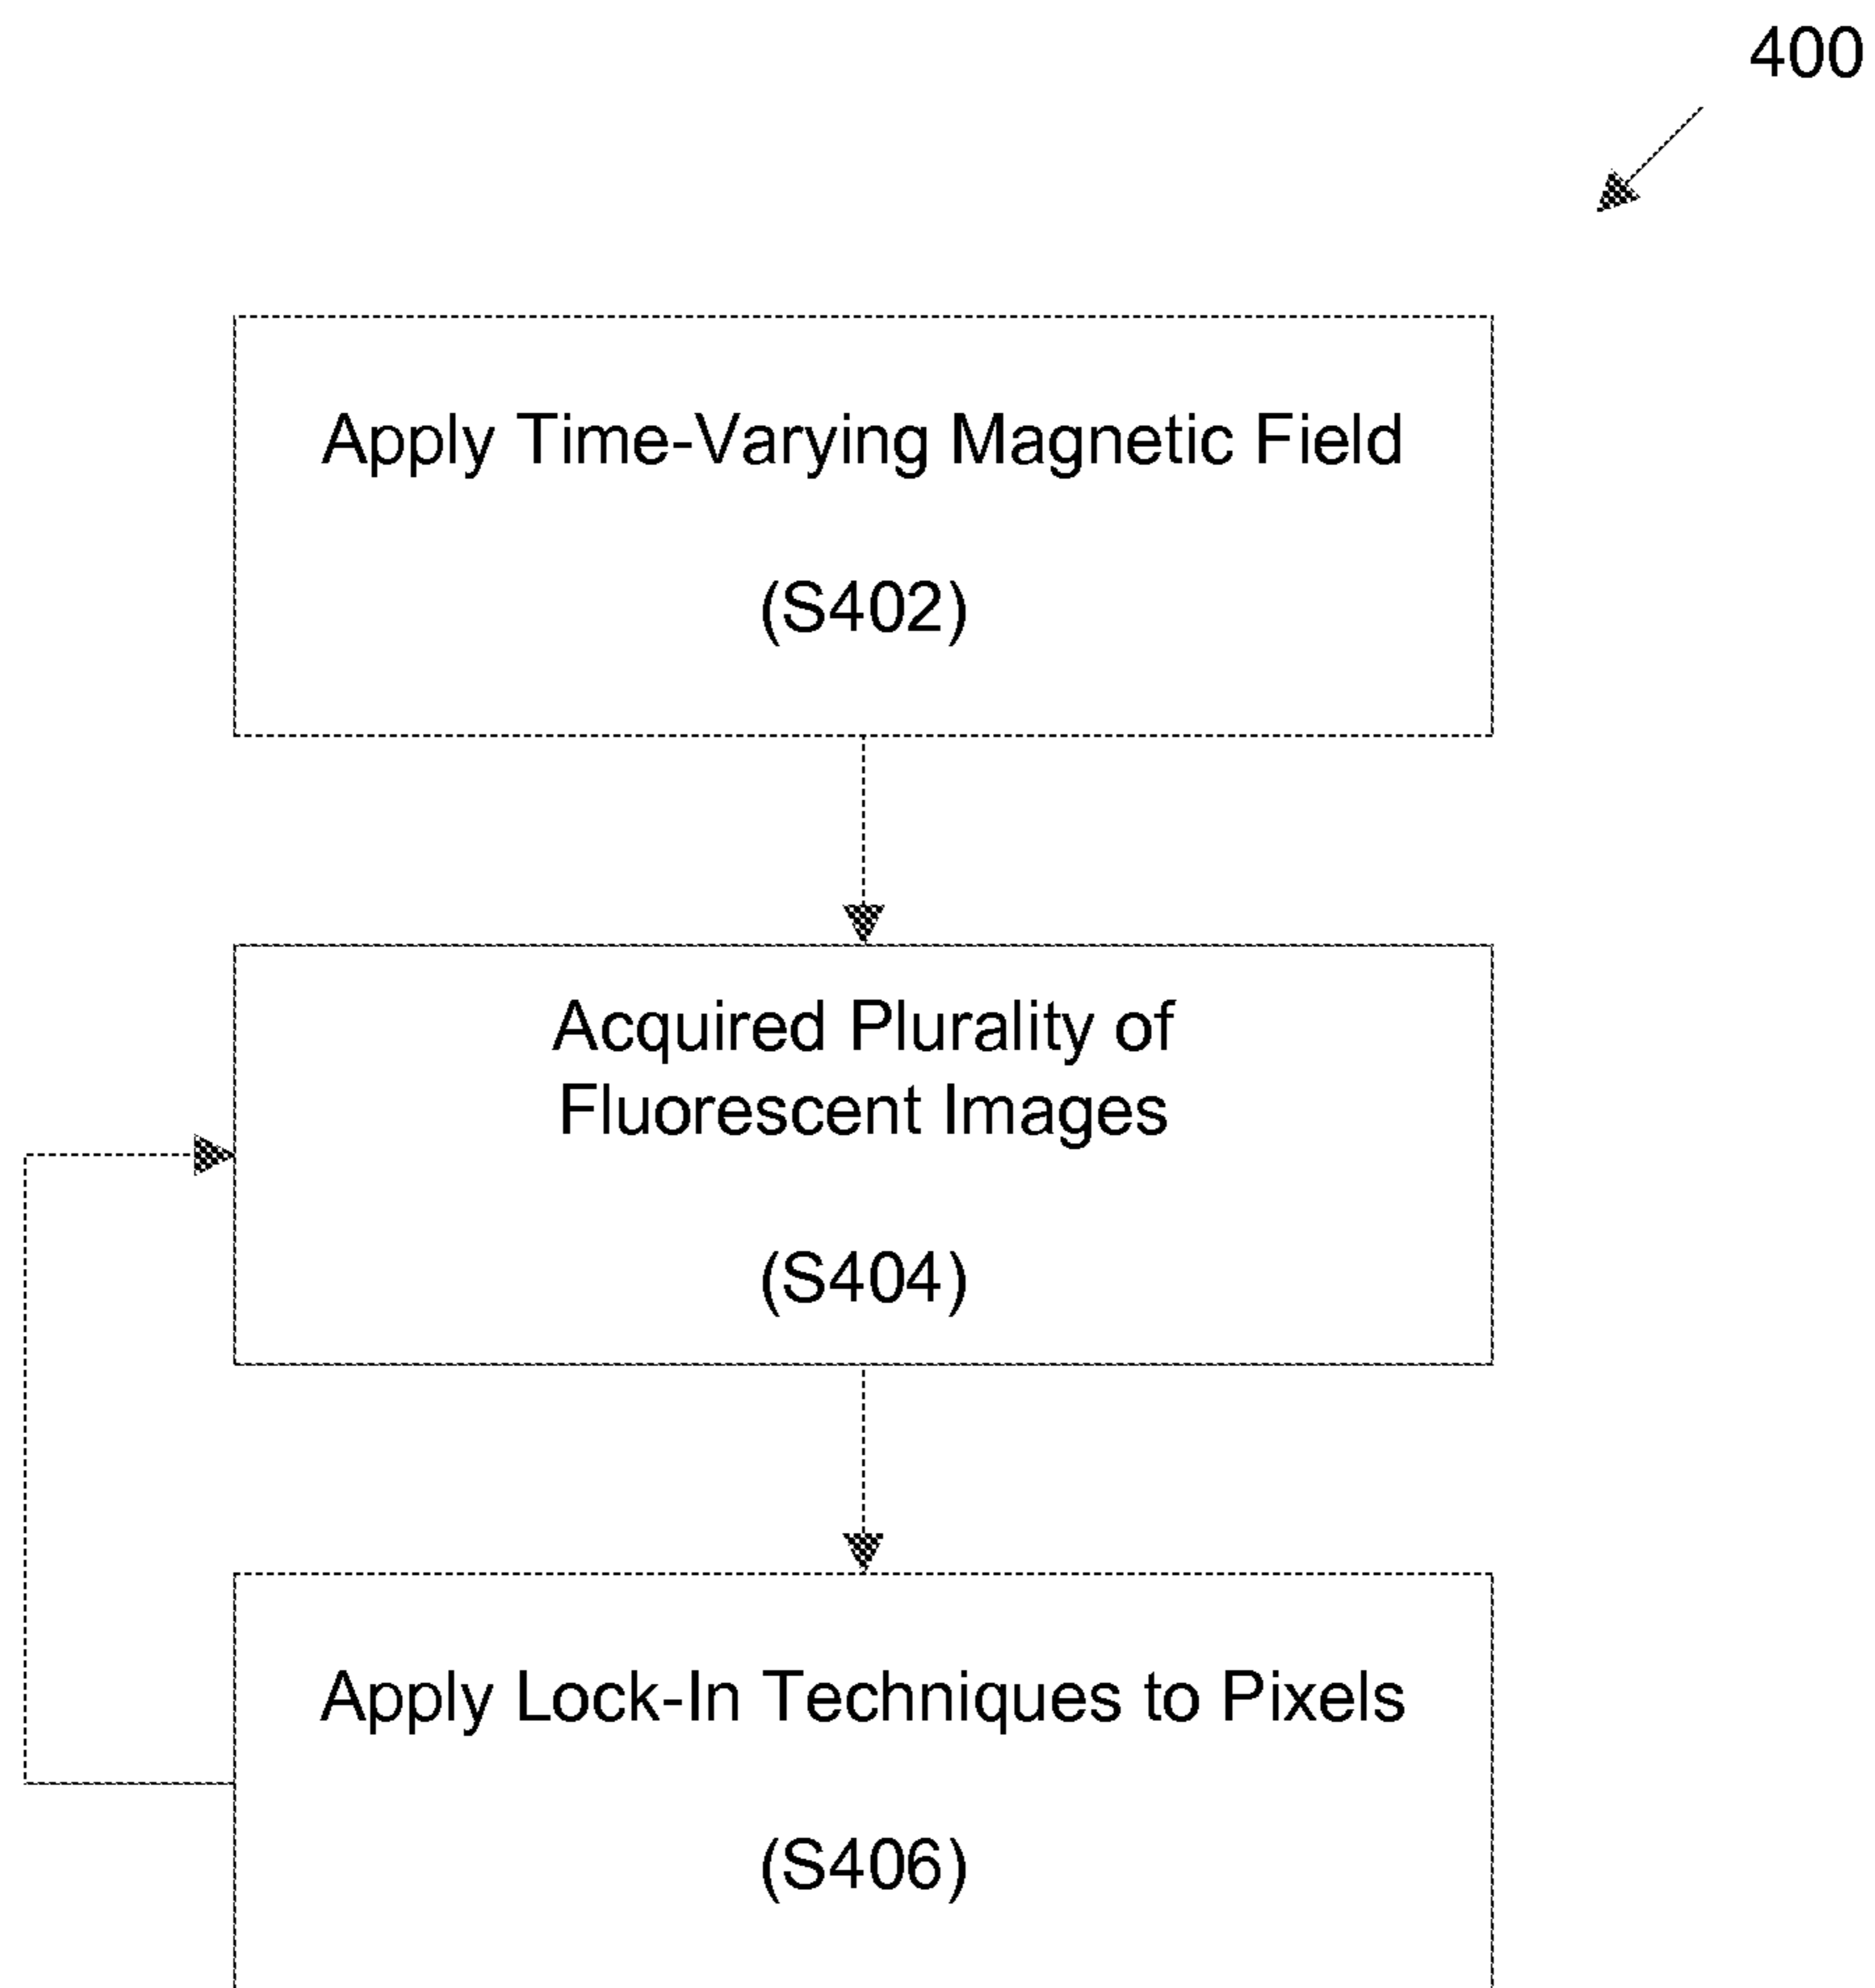 400
Apply Time-Varying Magnetic Field
(S402)
Acquired Plurality of
Fluorescent Images
(S404)
Apply Lock-In Techniques to Pixels
(S406)